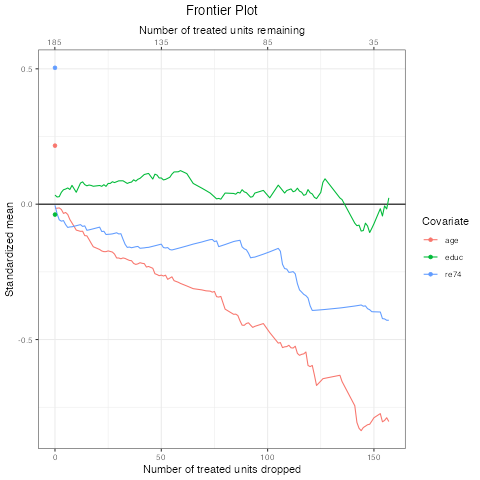 Frontier Plot
Number of treated units remaining
185 135 85 35
0.5
0.0
-0.5
Standardized mean
0 50 100 150
Number of treated units dropped
Covariate
age
educ
re74